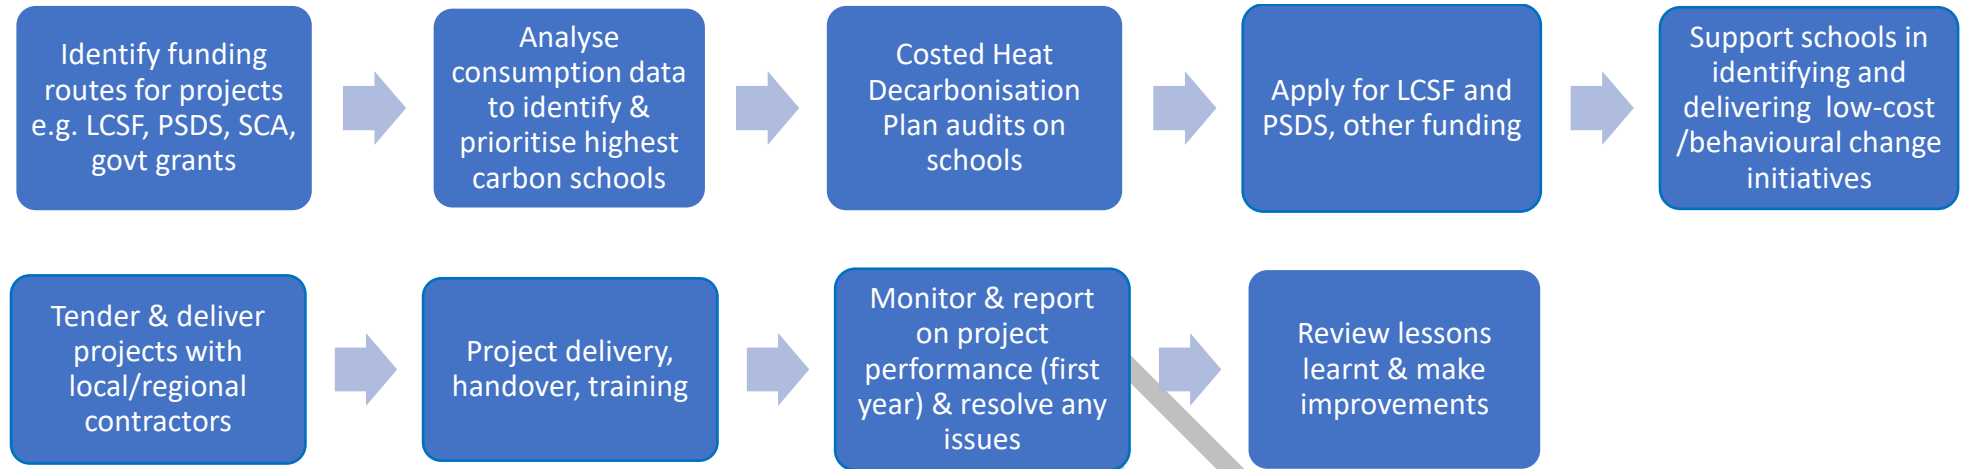 Identify funding
routes for projects
e.g. LCSF, PSDS, SCA,
govt grants
Analyse
consumption data
to identify &
prioritise highest
carbon schools
Costed Heat
Decarbonisation
Plan audits on
schools
Apply for LCSF and
PSDS, other funding
Support schools in
identifying and
delivering low-cost
/behavioural change
initiatives
Tender & deliver
projects with
local/regional
contractors
Project delivery,
handover, training
Monitor & report
on project
performance (first
year) & resolve any
issues
Review lessons
learnt & make
improvements